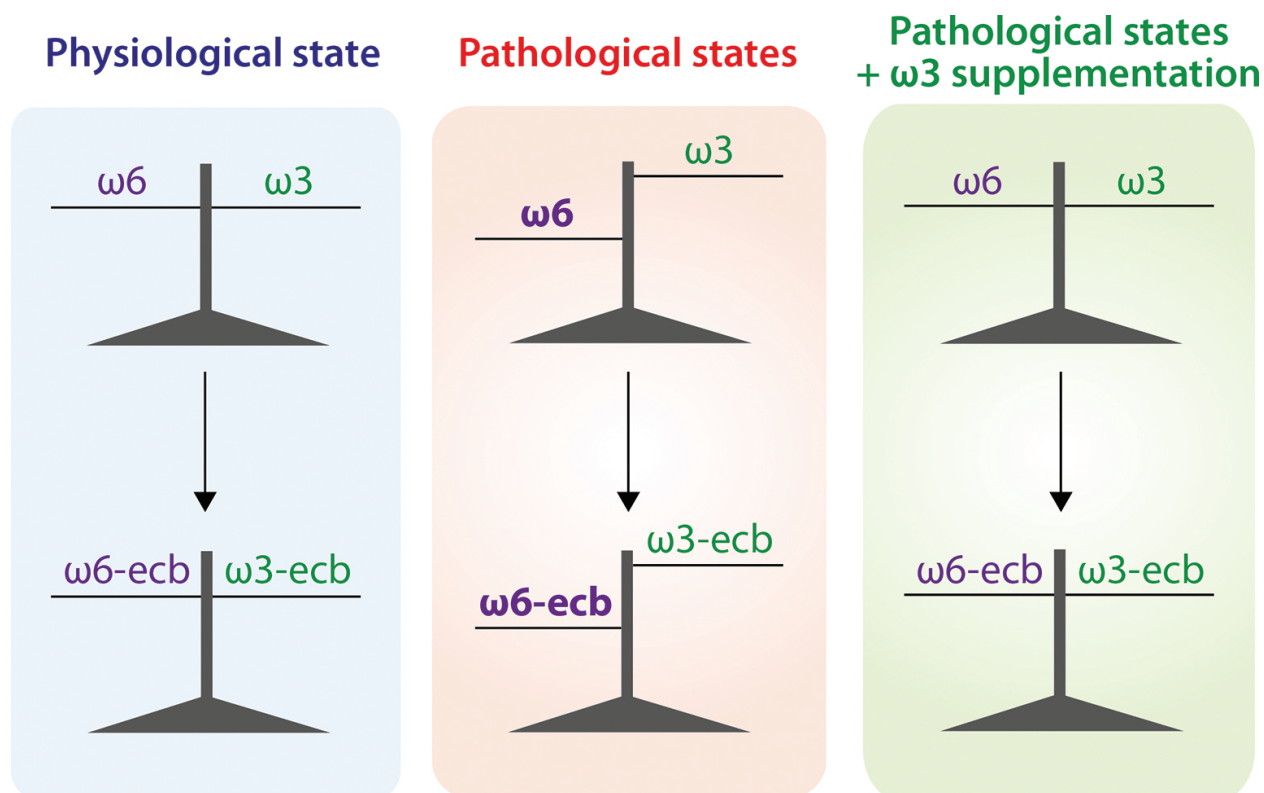 Physiological state
ω6
ω3
ω6-ecb
ω3-ecb
Pathological states
ω3
ω6
ω3-ecb
ω6-ecb
Pathological states
+ ω3 supplementation
ω6
ω3
ω6-ecb
ω3-ecb